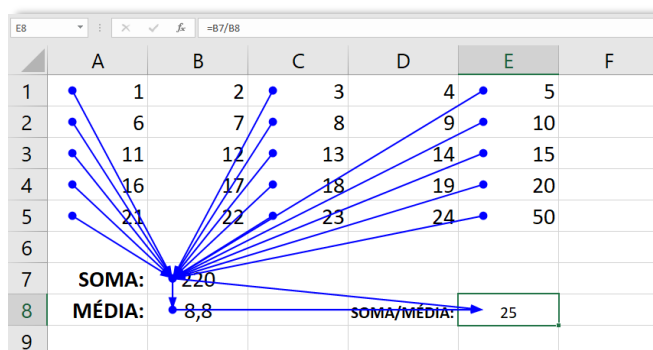 E8 fx =B7/B8
A B C D E F
1 1 2 3 4 5
2 6 7 8 9 10
3 11 12 13 14 15
4 16 17 18 19 20
5 21 22 23 24 50
6
7 SOMA: 220
8 MÉDIA: 8,8 SOMA/MÉDIA: 25
9